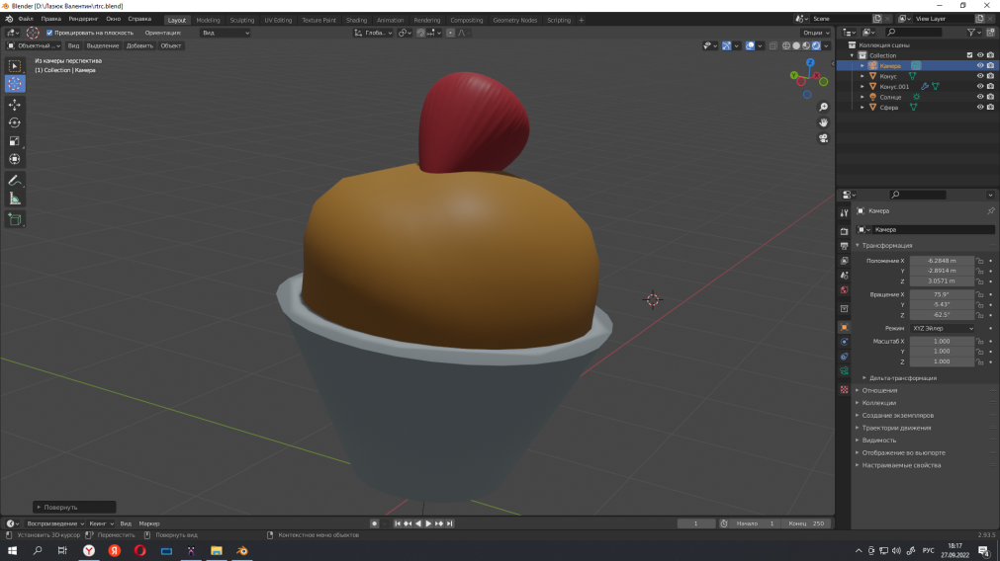 Blender [D:\Лазюк Валентин\rtrc.blend]
Файл Правка Рендеринг Окно Справка Layout Modeling Sculpting UV Editing Texture Paint Shading Animation Rendering Compositing Geometry Nodes Scripting + Scene View Layer
Проецировать на плоскость Ориентация: Вид Глоба.. Опции
Объектный .. Вид Выделение Добавить Объект
Из камеры перспектива
(1) Collection | Камера
Z
Y
Коллекция сцены
Collection
Камера
Конус
Конус.001
Солнце
Сфера
Камера
Камера
Трансформация
Положение X -6.2848 m
Y -2.8914 m
Z 3.0571 m
Вращение X 75.9°
Y -5.43°
Z -62.5°
Режим XYZ Эйлер
Масштаб X 1.000
Y 1.000
Z 1.000
Дельта-трансформация
Отношения
Коллекции
Создание экземпляров
Траектории движения
Видимость
Отображение во вьюпорте
Настраиваемые свойства
Повернуть
Воспроизведение Кеинг Вид Маркер 1 Начало 1 Конец 250
Установить 3D-курсор Переместить Повернуть вид Контекстное меню объектов 2.93.5
РУС 18:17
27.09.2022 4